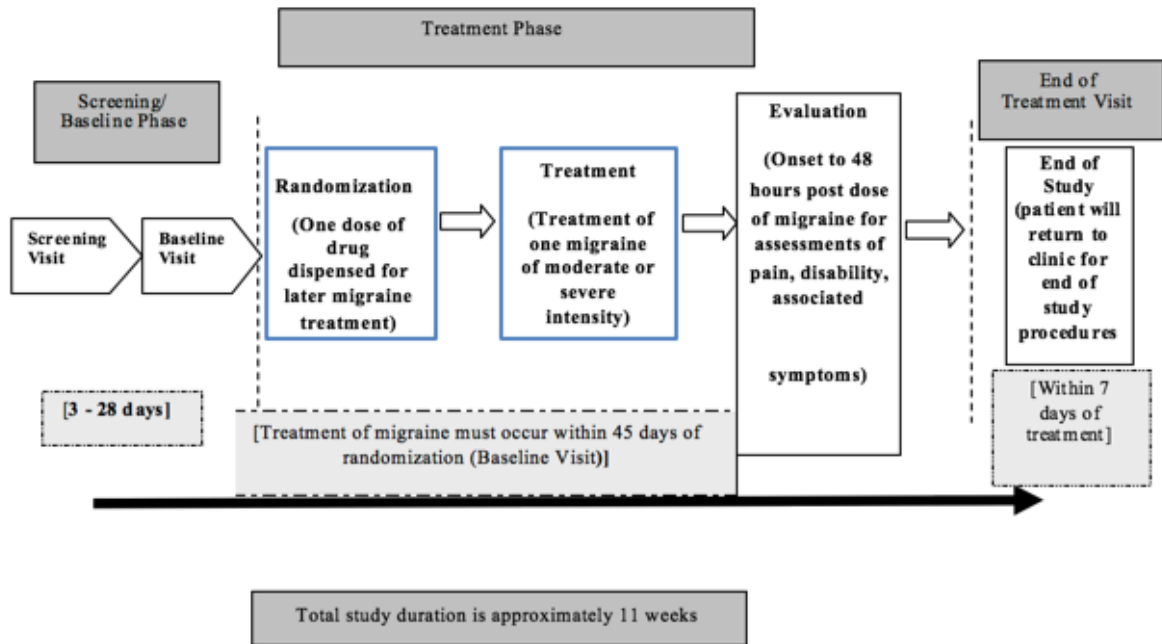 Treatment Phase
Screening/
Baseline Phase
End of
Treatment Visit
Screening
Visit
Baseline
Visit
Randomization
(One dose of
drug
dispensed for
later migraine
treatment)
Treatment
(Treatment of
one migraine
of moderate or
severe
intensity)
Evaluation
(Onset to 48
hours post dose
of migraine for
assessments of
pain, disability,
associated
symptoms)
End of
Study
(patient will
return to
clinic for
end of
study
procedures
[3 - 28 days]
[Treatment of migraine must occur within 45 days of
randomization (Baseline Visit)]
[Within 7
days of
treatment]
Total study duration is approximately 11 weeks